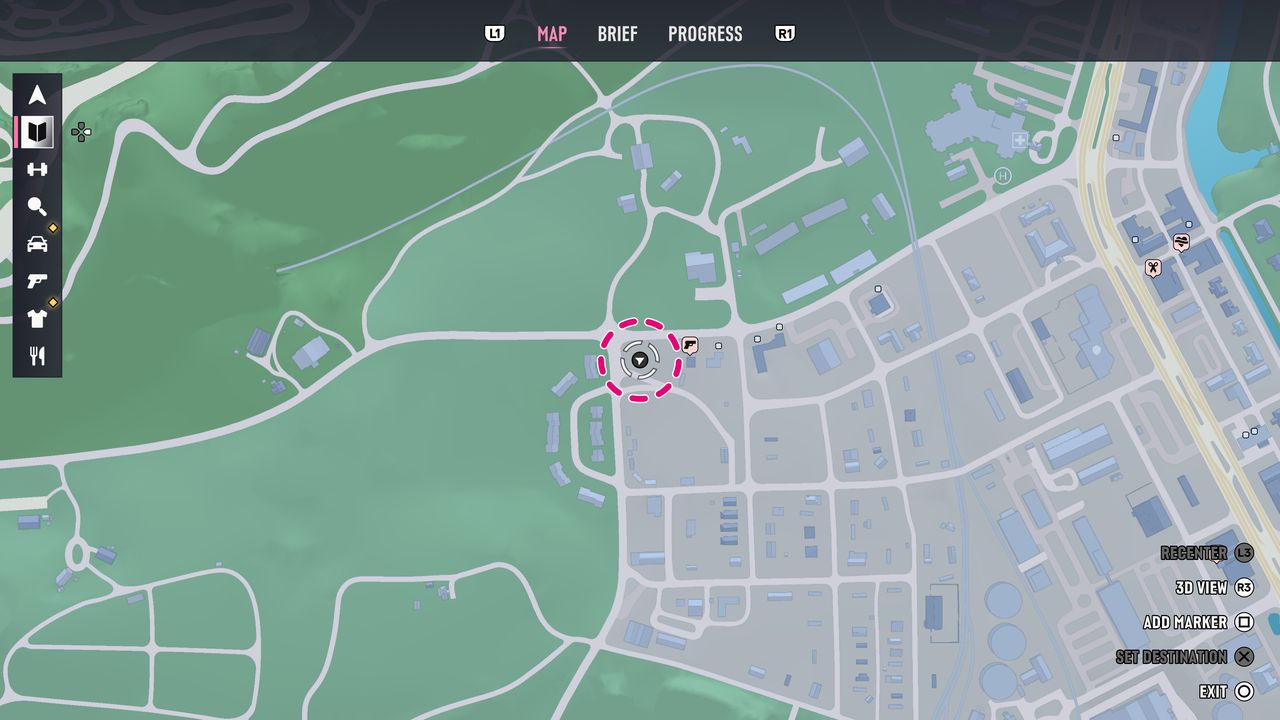 L1 MAP BRIEF PROGRESS R1
H
RECENTER L3
3D VIEW R3
ADD MARKER
SET DESTINATION
EXIT